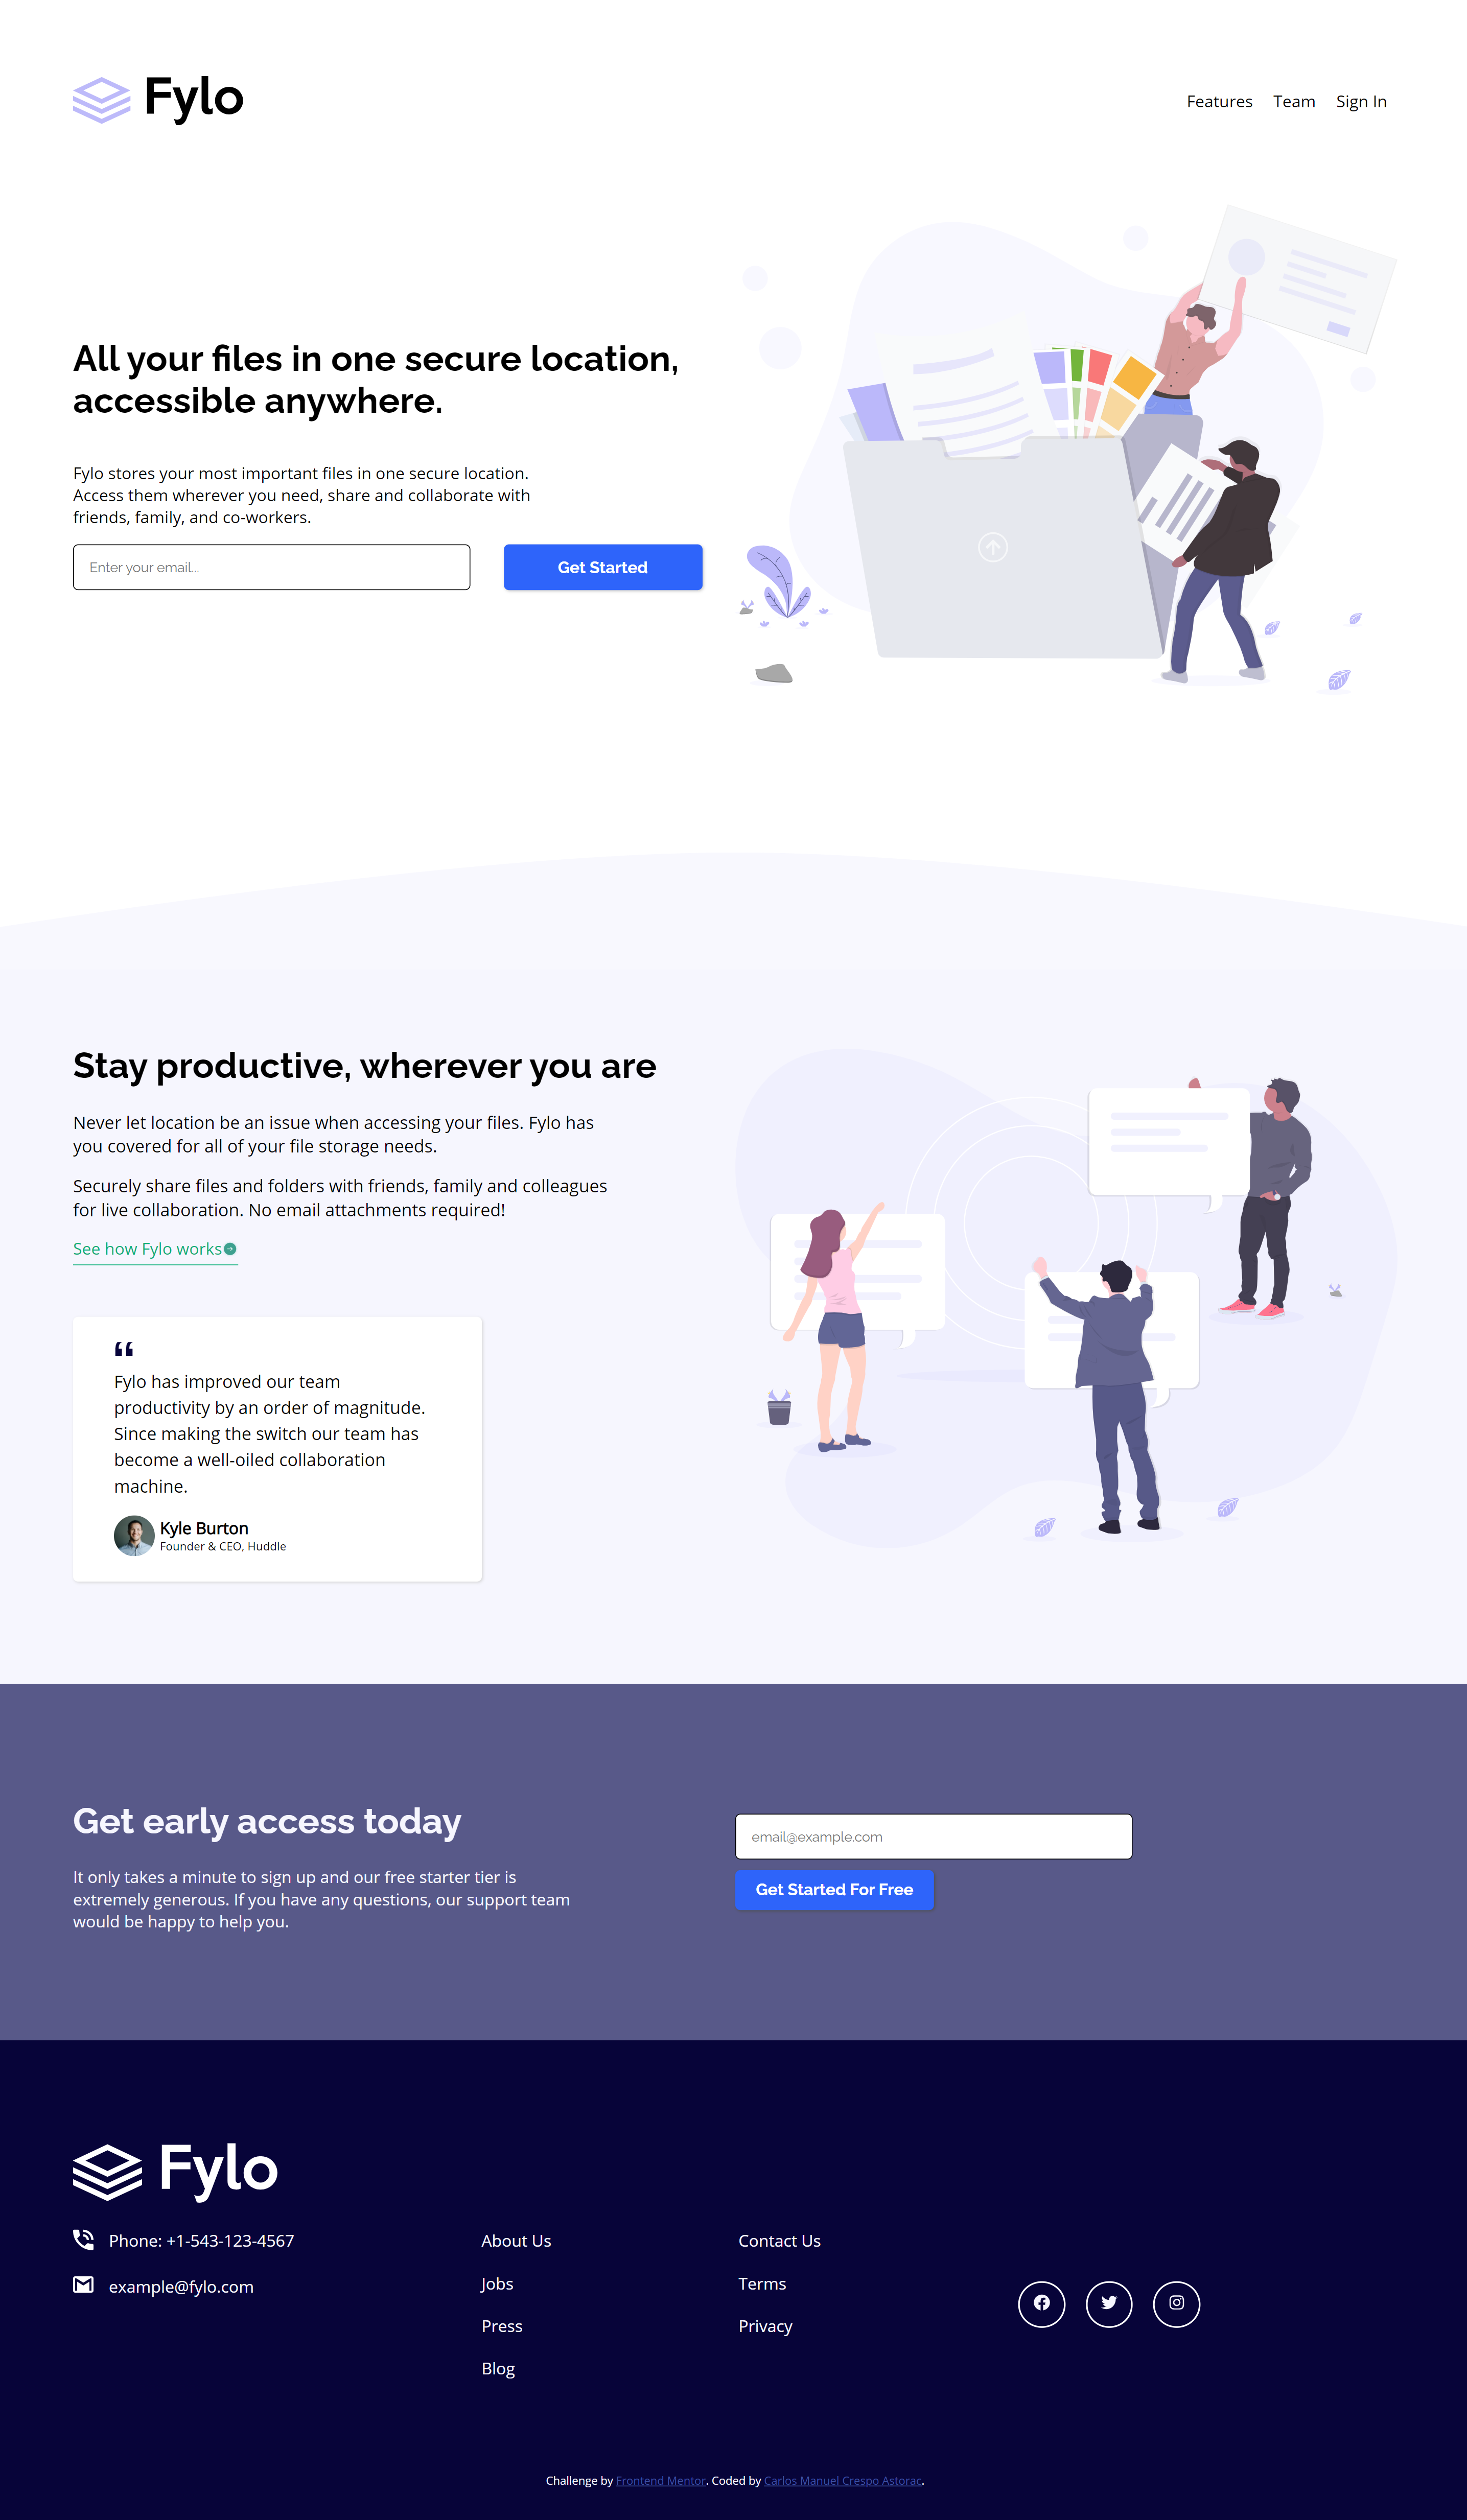 Fylo
Features Team Sign In
All your files in one secure location,
accessible anywhere.
Fylo stores your most important files in one secure location.
Access them wherever you need, share and collaborate with
friends, family, and co-workers.
Enter your email...
Get Started
Stay productive, wherever you are
Never let location be an issue when accessing your files. Fylo has
you covered for all of your file storage needs.
Securely share files and folders with friends, family and colleagues
for live collaboration. No email attachments required!
See how Fylo works
“
Fylo has improved our team
productivity by an order of magnitude.
Since making the switch our team has
become a well-oiled collaboration
machine.
Kyle Burton
Founder & CEO, Huddle
Get early access today
It only takes a minute to sign up and our free starter tier is
extremely generous. If you have any questions, our support team
would be happy to help you.
email@example.com
Get Started For Free
Fylo
Phone: +1-543-123-4567
example@fylo.com
About Us
Jobs
Press
Blog
Contact Us
Terms
Privacy
Challenge by Frontend Mentor. Coded by Carlos Manuel Crespo Astorac.